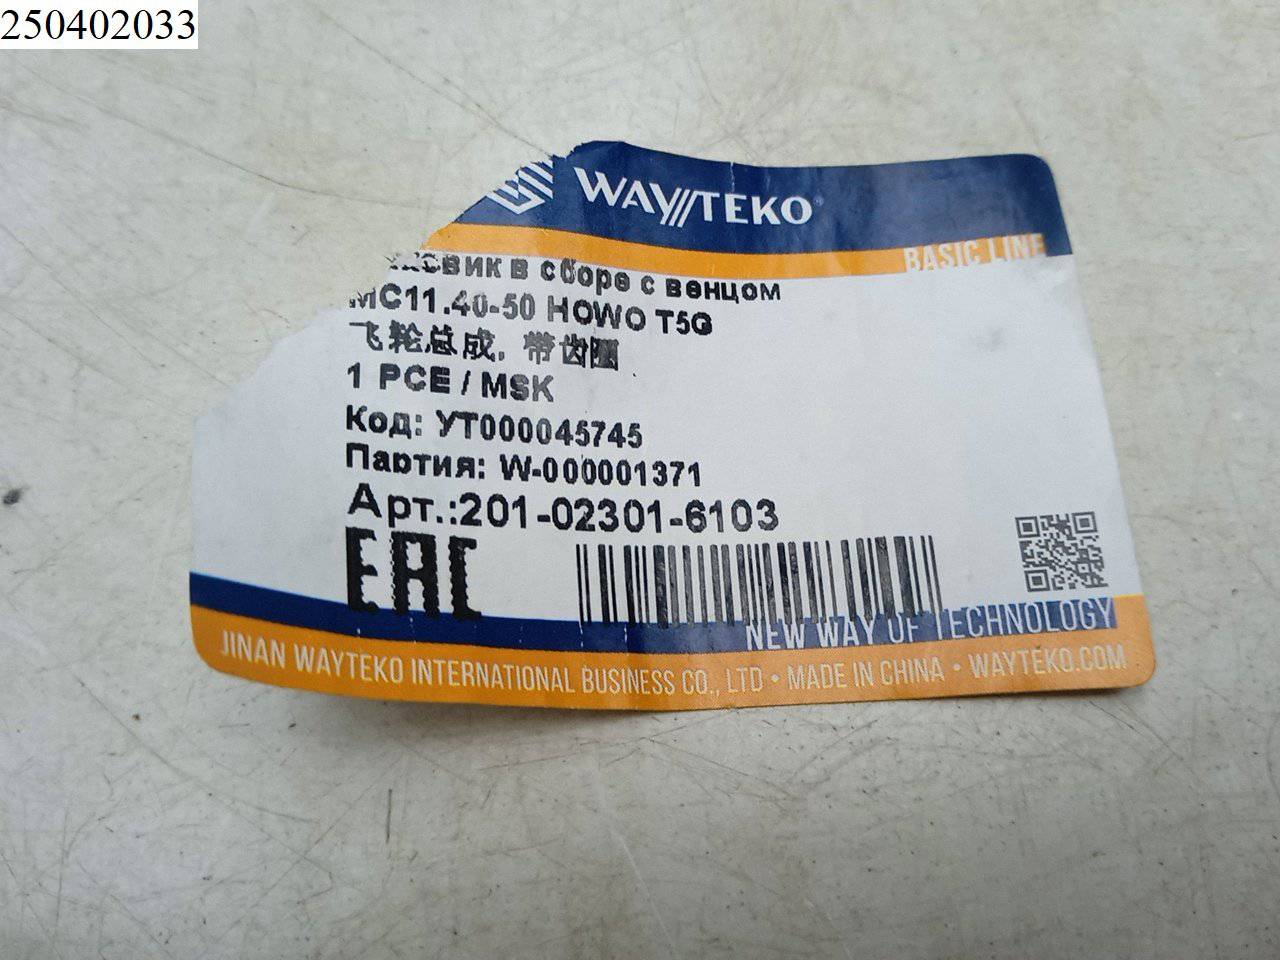 250402033
WAYTEKO
BASIC LINE
ховик в сборе с венцом
MC11.40-50 HOWO T5G
飞轮总成, 带齿圈
1 PCE / MSK
Код: УТ000045745
Партия: W-000001371
Арт.:201-02301-6103
EAC
NEW WAY OF TECHNOLOGY
JINAN WAYTEKO INTERNATIONAL BUSINESS CO., LTD • MADE IN CHINA • WAYTEKO.COM